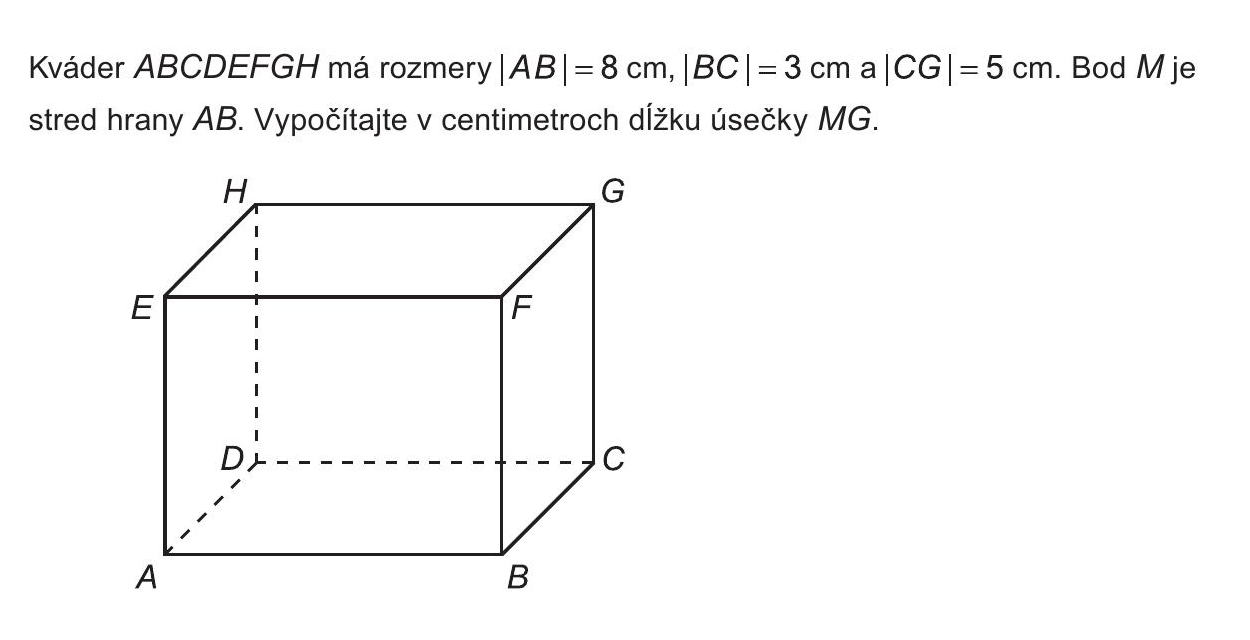 Kváder ABCDEFGH má rozmery |AB| = 8 cm, |BC| = 3 cm a |CG| = 5 cm. Bod M je
stred hrany AB. Vypočítajte v centimetroch dĺžku úsečky MG.
H G
E F
D C
A B